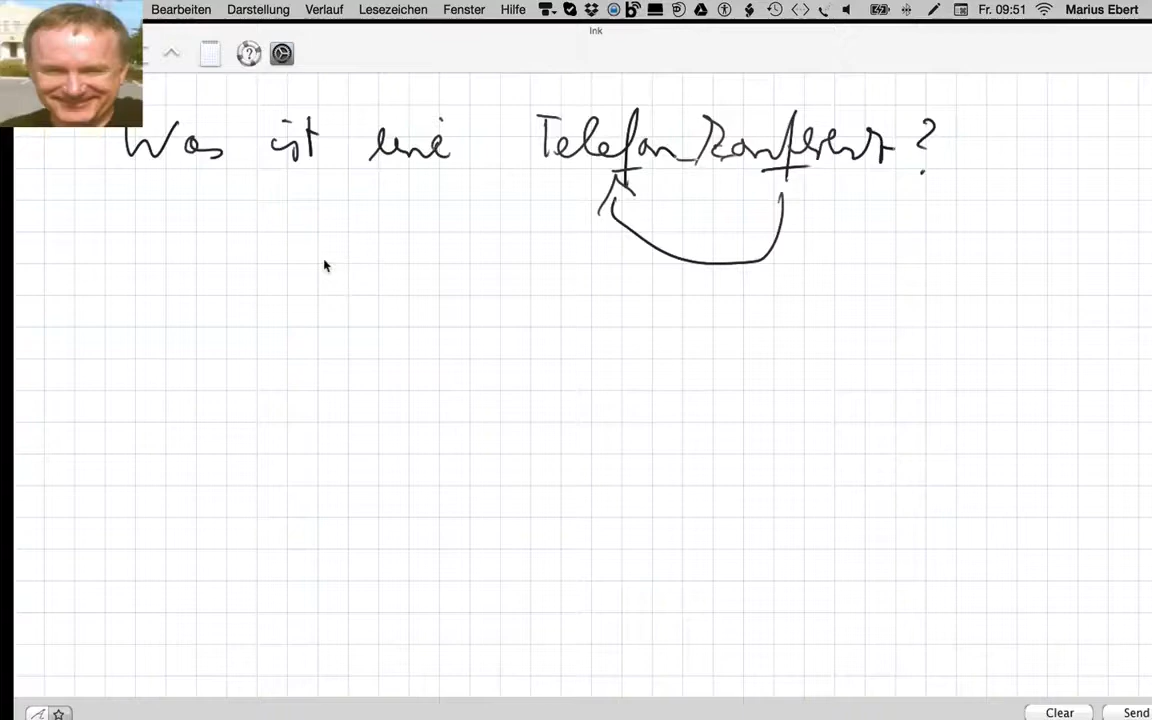 Bearbeiten Darstellung Verlauf Lesezeichen Fenster Hilfe Fr. 09:51 Marius Ebert
Ink
Was ist eine Telefonkonferenz?
Clear Send